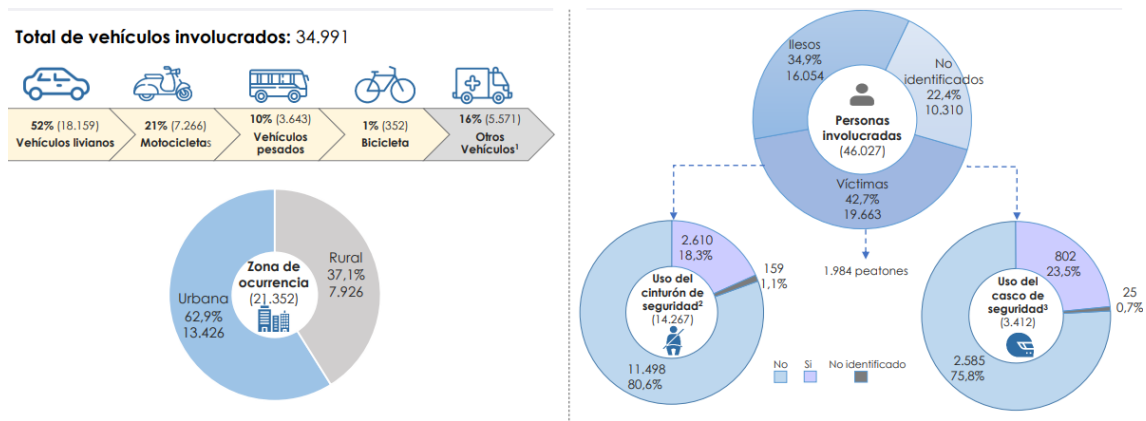 Total de vehículos involucrados: 34.991
52% (18.159)
Vehículos livianos
21% (7.266)
Motocicletas
10% (3.643)
Vehículos
pesados
1% (352)
Bicicleta
16% (5.571)
Otros
Vehículos¹
Zona de
ocurrencia
(21.352)
Rural
37,1%
7.926
Urbana
62,9%
13.426
Ilesos
34,9%
16.054
No
identificados
22,4%
10.310
Personas
involucradas
(46.027)
Víctimas
42,7%
19.663
1.984 peatones
2.610
18,3%
159
1,1%
Uso del
cinturón de
seguridad²
(14.267)
11.498
80,6%
No
Si
No identificado
802
23,5%
25
0,7%
Uso del
casco de
seguridad³
(3.412)
2.585
75,8%